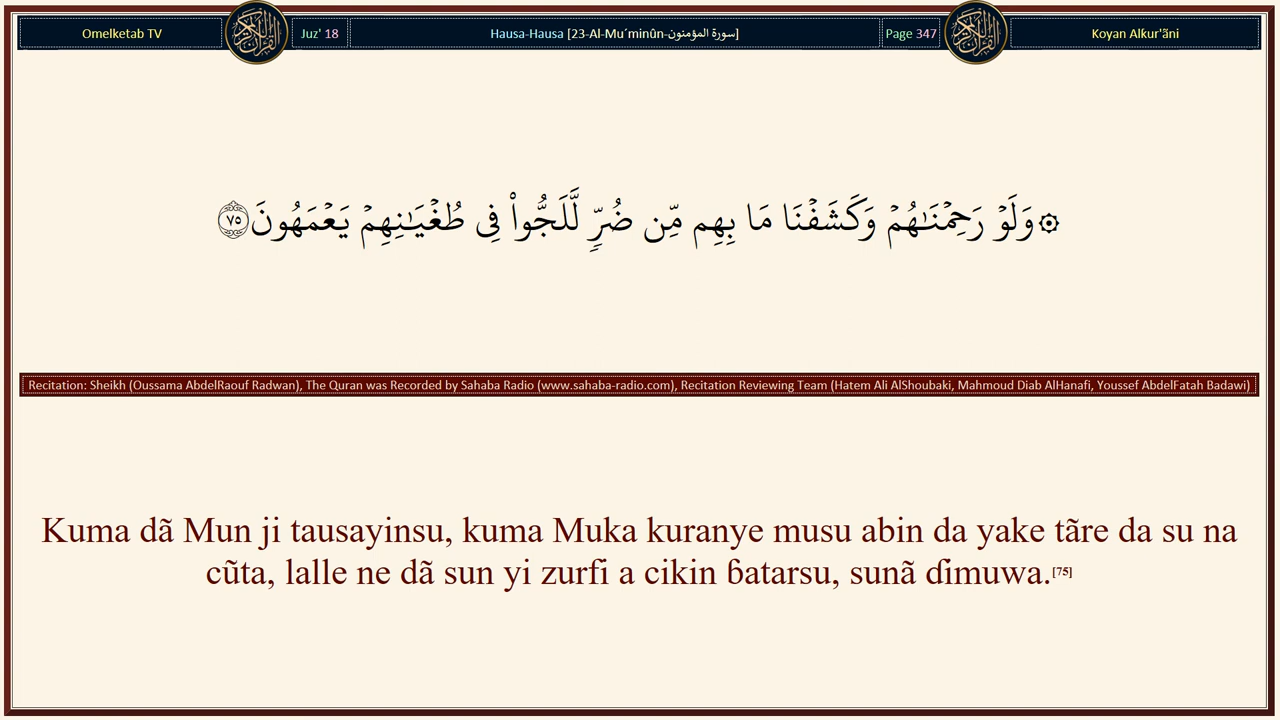 Omelketab TV
Juz' 18
Hausa-Hausa [23-Al-Mu´minûn-سورة المؤمنون]
Page 347
Koyan Alƙur'ãni
۞ وَلَوْ رَحِمْنَـٰهُمْ وَكَشَفْنَا مَا بِهِم مِّن ضُرٍّۢ لَّلَجُّوا۟ فِى طُغْيَـٰنِهِمْ يَعْمَهُونَ ٧٥
Recitation: Sheikh (Oussama AbdelRaouf Radwan), The Quran was Recorded by Sahaba Radio (www.sahaba-radio.com), Recitation Reviewing Team (Hatem Ali AlShoubaki, Mahmoud Diab AlHanafi, Youssef AbdelFatah Badawi)
Kuma dã Mun ji tausayinsu, kuma Muka kuranye musu abin da yake tãre da su na
cũta, lalle ne dã sun yi zurfi a cikin ɓatarsu, sunã ɗimuwa.[75]